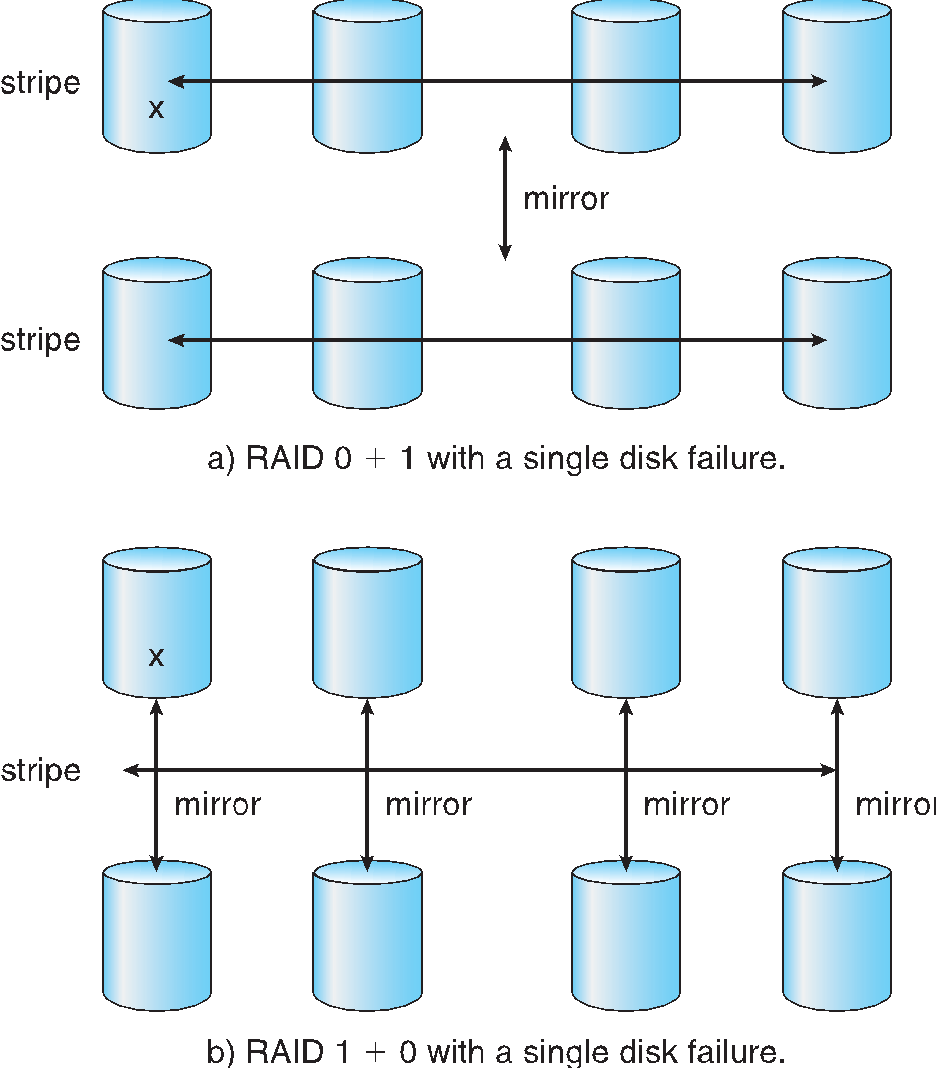 stripe
x
mirror
stripe
a) RAID 0 + 1 with a single disk failure.
x
stripe
mirror mirror mirror mirror
b) RAID 1 + 0 with a single disk failure.